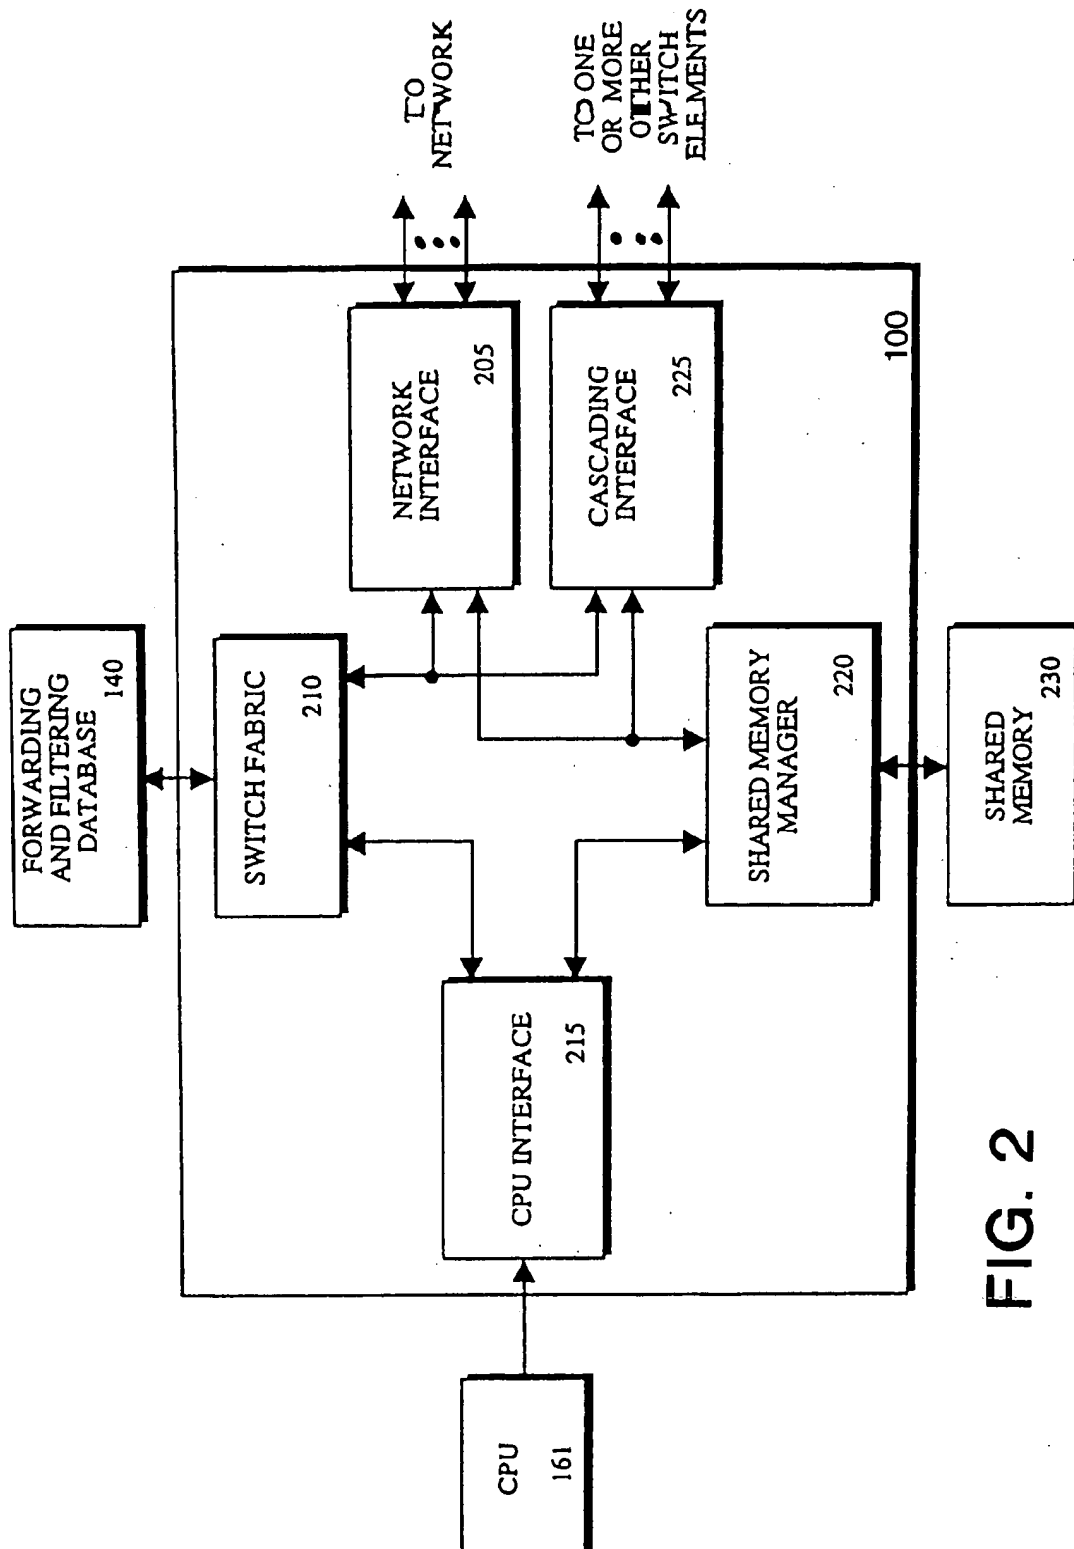 FORWARDING
AND FILTERING
DATABASE
140
SWITCH FABRIC
210
CPU
161
CPU INTERFACE
215
NETWORK
INTERFACE
205
TO
NETWORK
CASCADING
INTERFACE
225
TO ONE
OR MORE
OTHER
SWITCH
ELEMENTS
SHARED MEMORY
MANAGER
220
100
SHARED
MEMORY
230
FIG. 2